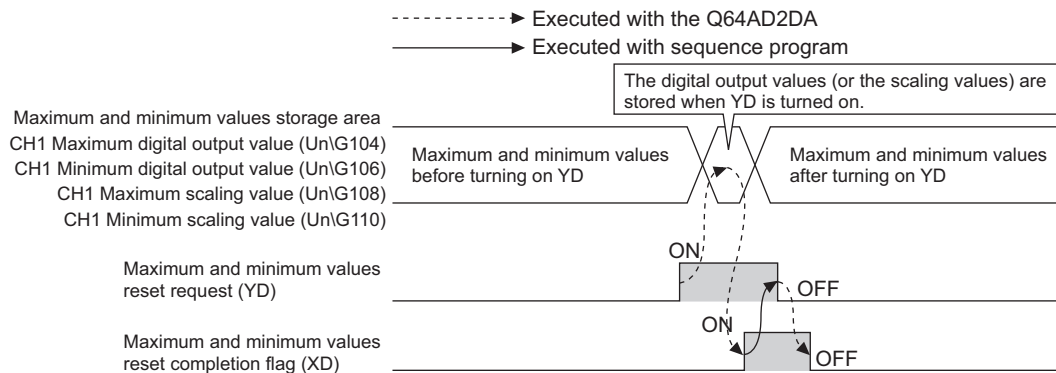 Executed with the Q64AD2DA
Executed with sequence program
The digital output values (or the scaling values) are
stored when YD is turned on.
Maximum and minimum values storage area
CH1 Maximum digital output value (Un\G104)
CH1 Minimum digital output value (Un\G106)
CH1 Maximum scaling value (Un\G108)
CH1 Minimum scaling value (Un\G110)
Maximum and minimum values
before turning on YD
Maximum and minimum values
after turning on YD
ON
Maximum and minimum values
reset request (YD)
OFF
ON
Maximum and minimum values
reset completion flag (XD)
OFF